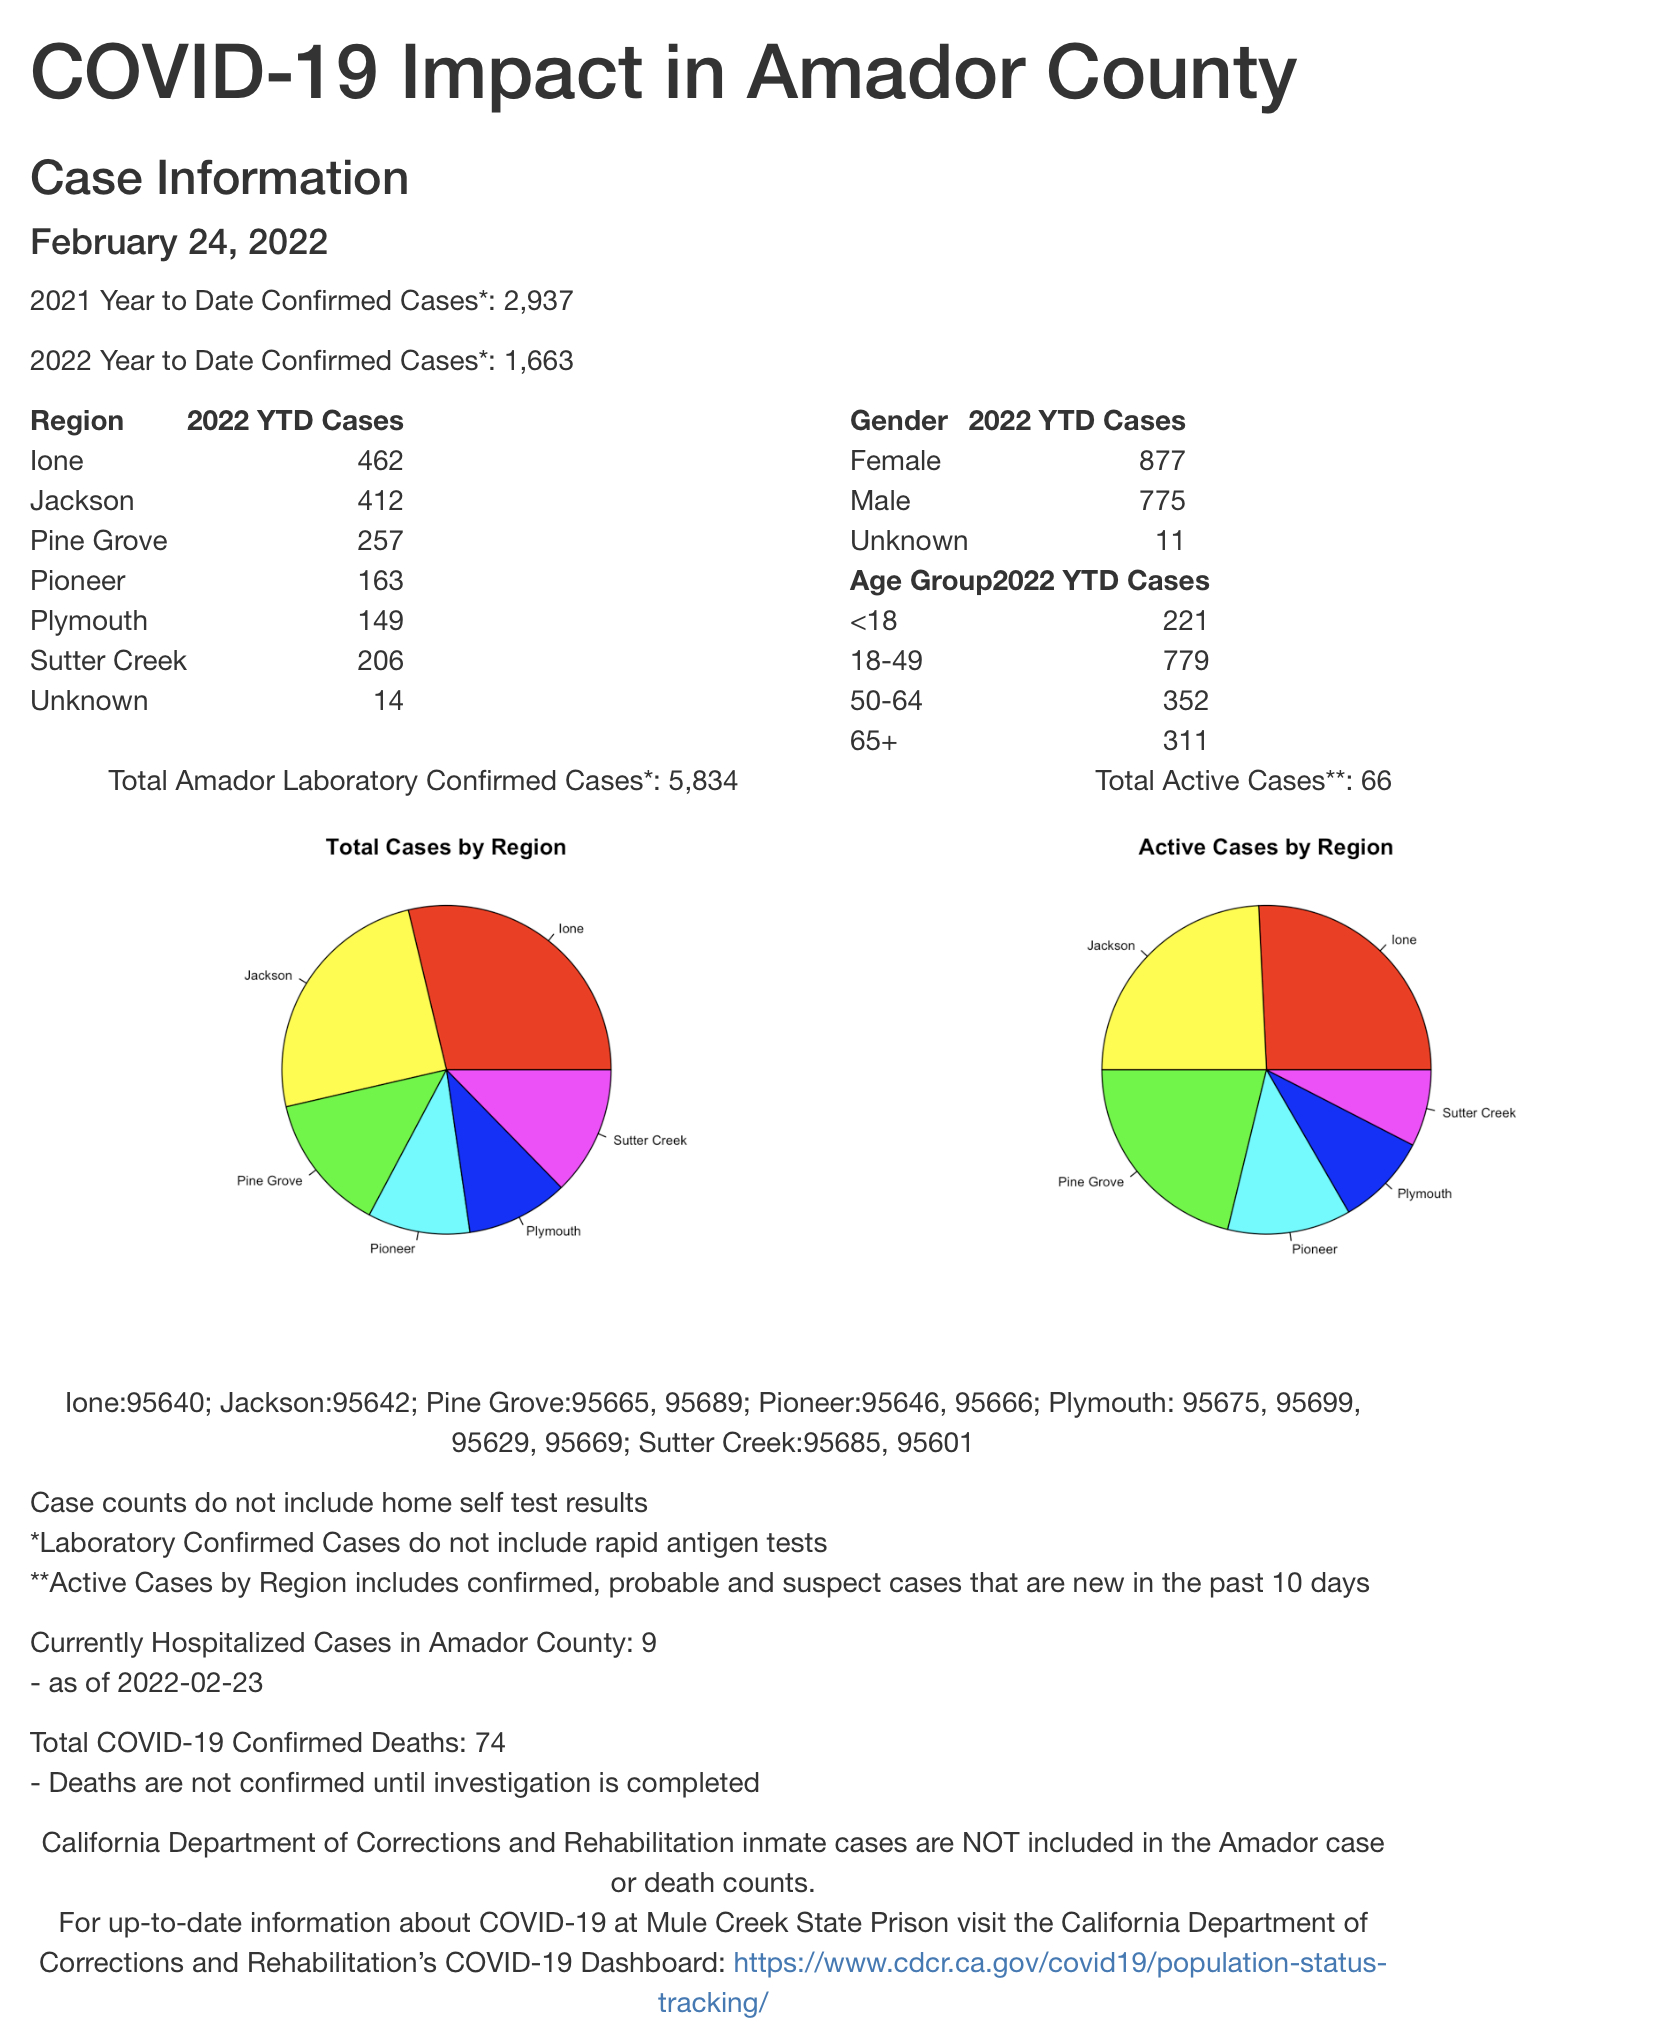 COVID-19 Impact in Amador County
Case Information
February 24, 2022
2021 Year to Date Confirmed Cases*: 2,937
2022 Year to Date Confirmed Cases*: 1,663
Region 2022 YTD Cases
Ione 462
Jackson 412
Pine Grove 257
Pioneer 163
Plymouth 149
Sutter Creek 206
Unknown 14
Gender 2022 YTD Cases
Female 877
Male 775
Unknown 11
Age Group2022 YTD Cases
<18 221
18-49 779
50-64 352
65+ 311
Total Amador Laboratory Confirmed Cases*: 5,834
Total Active Cases**: 66
Total Cases by Region
Ione
Jackson
Pine Grove
Pioneer
Plymouth
Sutter Creek
Active Cases by Region
Ione
Jackson
Pine Grove
Pioneer
Plymouth
Sutter Creek
Ione:95640; Jackson:95642; Pine Grove:95665, 95689; Pioneer:95646, 95666; Plymouth: 95675, 95699,
95629, 95669; Sutter Creek:95685, 95601
Case counts do not include home self test results
*Laboratory Confirmed Cases do not include rapid antigen tests
**Active Cases by Region includes confirmed, probable and suspect cases that are new in the past 10 days
Currently Hospitalized Cases in Amador County: 9
- as of 2022-02-23
Total COVID-19 Confirmed Deaths: 74
- Deaths are not confirmed until investigation is completed
California Department of Corrections and Rehabilitation inmate cases are NOT included in the Amador case
or death counts.
For up-to-date information about COVID-19 at Mule Creek State Prison visit the California Department of
Corrections and Rehabilitation’s COVID-19 Dashboard: https://www.cdcr.ca.gov/covid19/population-status-
tracking/